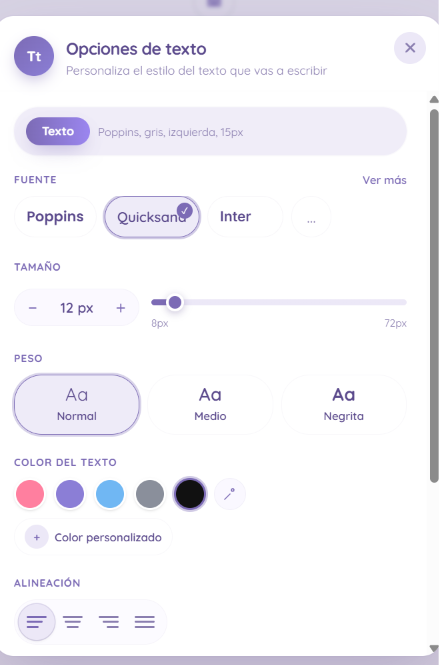 Tt
Opciones de texto
Personaliza el estilo del texto que vas a escribir
Texto Poppins, gris, izquierda, 15px
FUENTE Ver más
Poppins Quicksand Inter ...
TAMAÑO
− 12 px +
8px 72px
PESO
Aa Aa Aa
Normal Medio Negrita
COLOR DEL TEXTO
+ Color personalizado
ALINEACIÓN